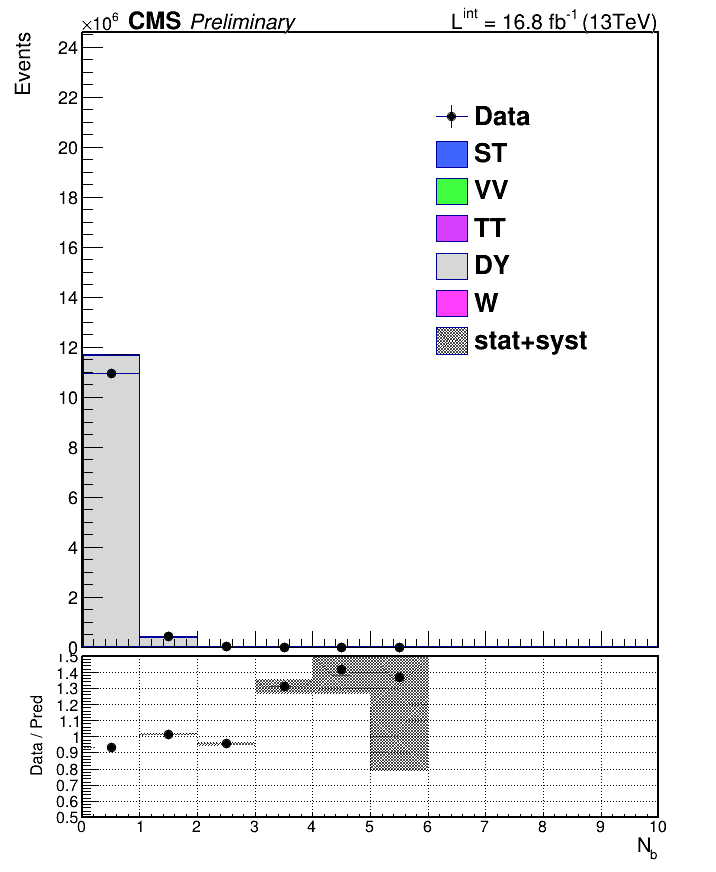 ×10⁶ CMS Preliminary L^int = 16.8 fb⁻¹ (13TeV)
Events
24
22
20
18
16
14
12
10
8
6
4
2
0
Data
ST
VV
TT
DY
W
stat+syst
Data / Pred
1.5
1.4
1.3
1.2
1.1
1
0.9
0.8
0.7
0.6
0.5
0 1 2 3 4 5 6 7 8 9 10
N_b